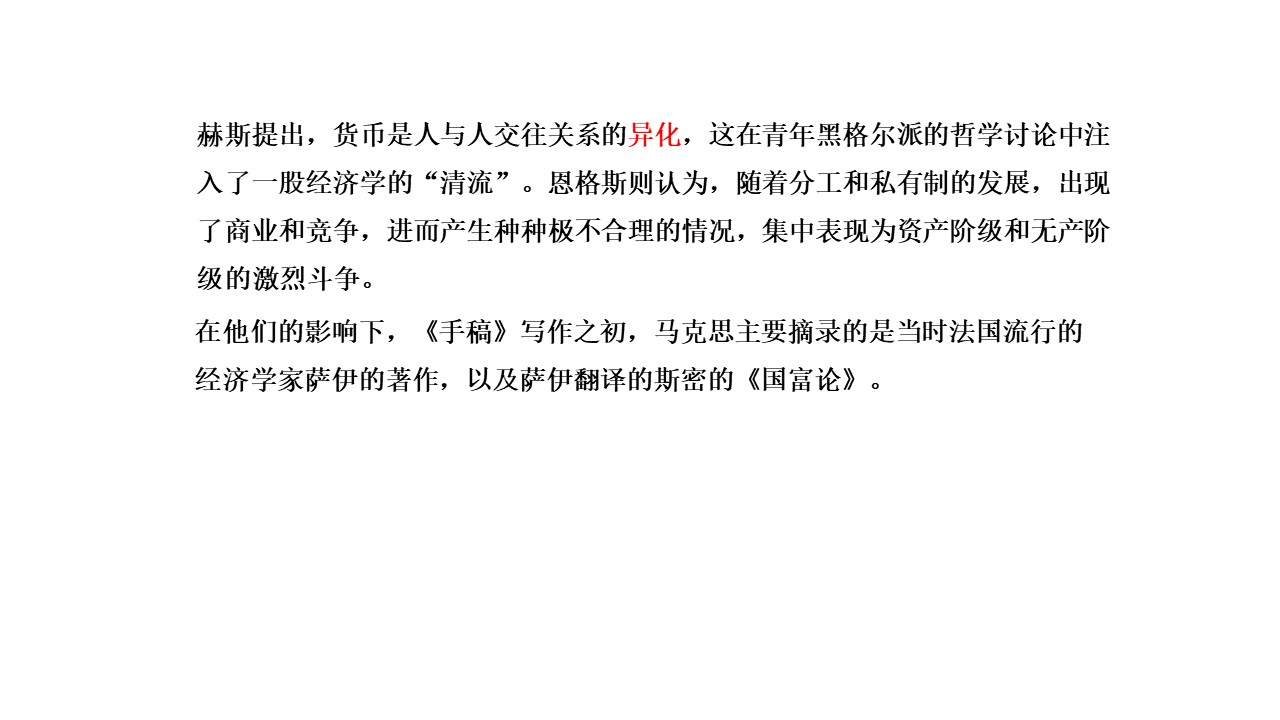 赫斯提出，货币是人与人交往关系的异化，这在青年黑格尔派的哲学讨论中注
入了一股经济学的“清流”。恩格斯则认为，随着分工和私有制的发展，出现
了商业和竞争，进而产生种种极不合理的情况，集中表现为资产阶级和无产阶
级的激烈斗争。
在他们的影响下，《手稿》写作之初，马克思主要摘录的是当时法国流行的
经济学家萨伊的著作，以及萨伊翻译的斯密的《国富论》。